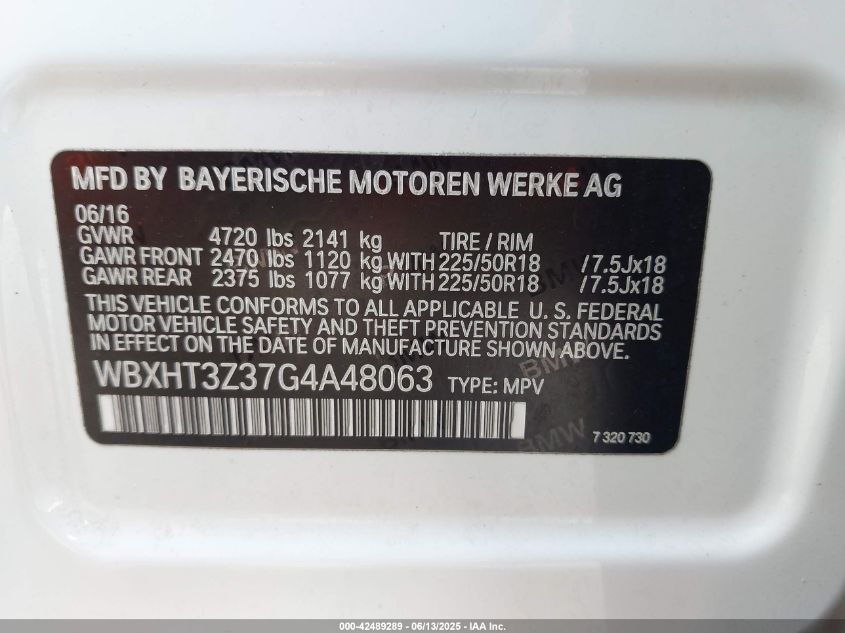 MFD BY BAYERISCHE MOTOREN WERKE AG
06/16
GVWR 4720 lbs 2141 kg TIRE / RIM
GAWR FRONT 2470 lbs 1120 kg WITH 225/50R18 /7.5Jx18
GAWR REAR 2375 lbs 1077 kg WITH 225/50R18 /7.5Jx18
THIS VEHICLE CONFORMS TO ALL APPLICABLE U. S. FEDERAL
MOTOR VEHICLE SAFETY AND THEFT PREVENTION STANDARDS
IN EFFECT ON THE DATE OF MANUFACTURE SHOWN ABOVE.
WBXHT3Z37G4A48063 TYPE: MPV
BMW
7 320 730
000-42489289 - 06/13/2025 - IAA Inc.